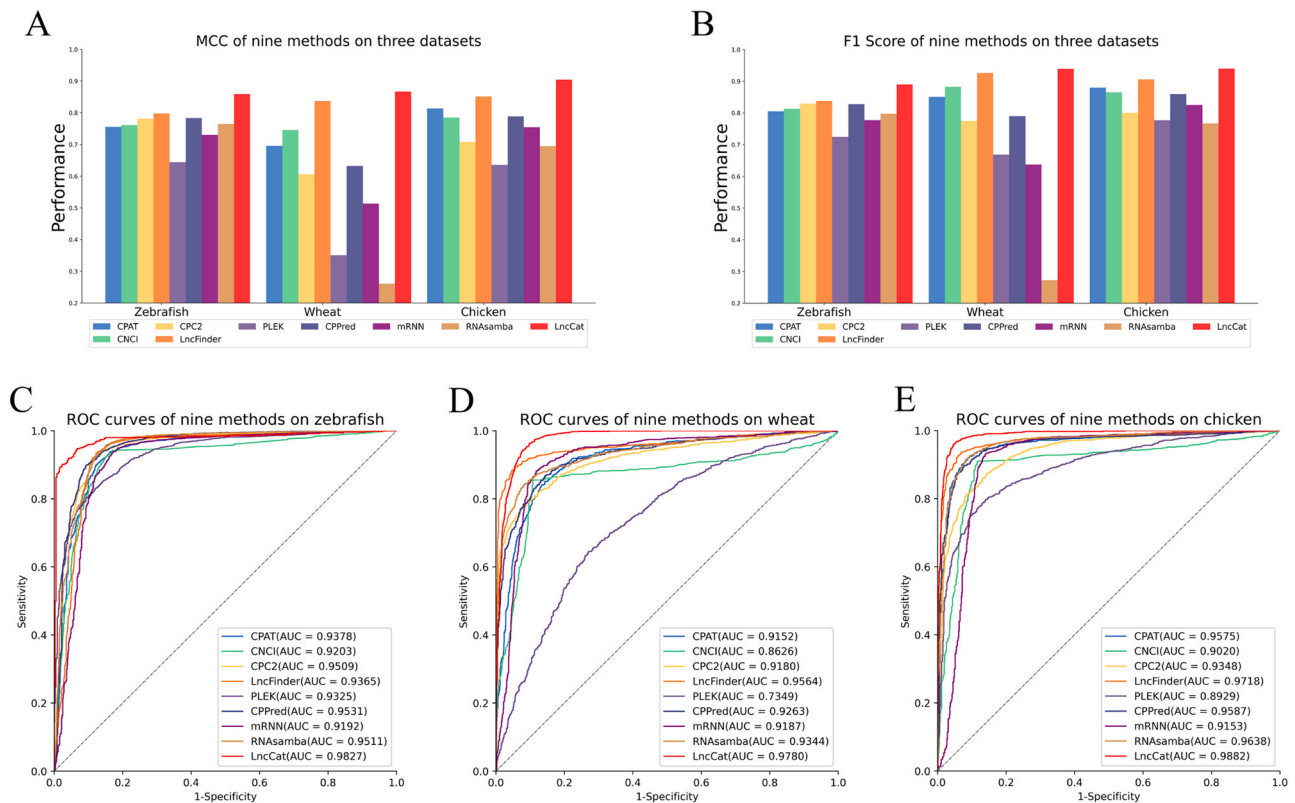 A
MCC of nine methods on three datasets
1.0
0.9
0.8
0.7
0.6
0.5
0.4
0.3
0.2
Performance
Zebrafish Wheat Chicken
CPAT CPC2 PLEK CPPred mRNN RNAsamba LncCat
CNCI LncFinder
B
F1 Score of nine methods on three datasets
1.0
0.9
0.8
0.7
0.6
0.5
0.4
0.3
0.2
Performance
Zebrafish Wheat Chicken
CPAT CPC2 PLEK CPPred mRNN RNAsamba LncCat
CNCI LncFinder
C
ROC curves of nine methods on zebrafish
1.0
0.8
0.6
0.4
0.2
0.0
Sensitivity
CPAT(AUC = 0.9378)
CNCI(AUC = 0.9203)
CPC2(AUC = 0.9509)
LncFinder(AUC = 0.9365)
PLEK(AUC = 0.9325)
CPPred(AUC = 0.9531)
mRNN(AUC = 0.9192)
RNAsamba(AUC = 0.9511)
LncCat(AUC = 0.9827)
0.0 0.2 0.4 0.6 0.8 1.0
1-Specificity
D
ROC curves of nine methods on wheat
1.0
0.8
0.6
0.4
0.2
0.0
Sensitivity
CPAT(AUC = 0.9152)
CNCI(AUC = 0.8626)
CPC2(AUC = 0.9180)
LncFinder(AUC = 0.9564)
PLEK(AUC = 0.7349)
CPPred(AUC = 0.9263)
mRNN(AUC = 0.9187)
RNAsamba(AUC = 0.9344)
LncCat(AUC = 0.9780)
0.0 0.2 0.4 0.6 0.8 1.0
1-Specificity
E
ROC curves of nine methods on chicken
1.0
0.8
0.6
0.4
0.2
0.0
Sensitivity
CPAT(AUC = 0.9575)
CNCI(AUC = 0.9020)
CPC2(AUC = 0.9348)
LncFinder(AUC = 0.9718)
PLEK(AUC = 0.8929)
CPPred(AUC = 0.9587)
mRNN(AUC = 0.9153)
RNAsamba(AUC = 0.9638)
LncCat(AUC = 0.9882)
0.0 0.2 0.4 0.6 0.8 1.0
1-Specificity